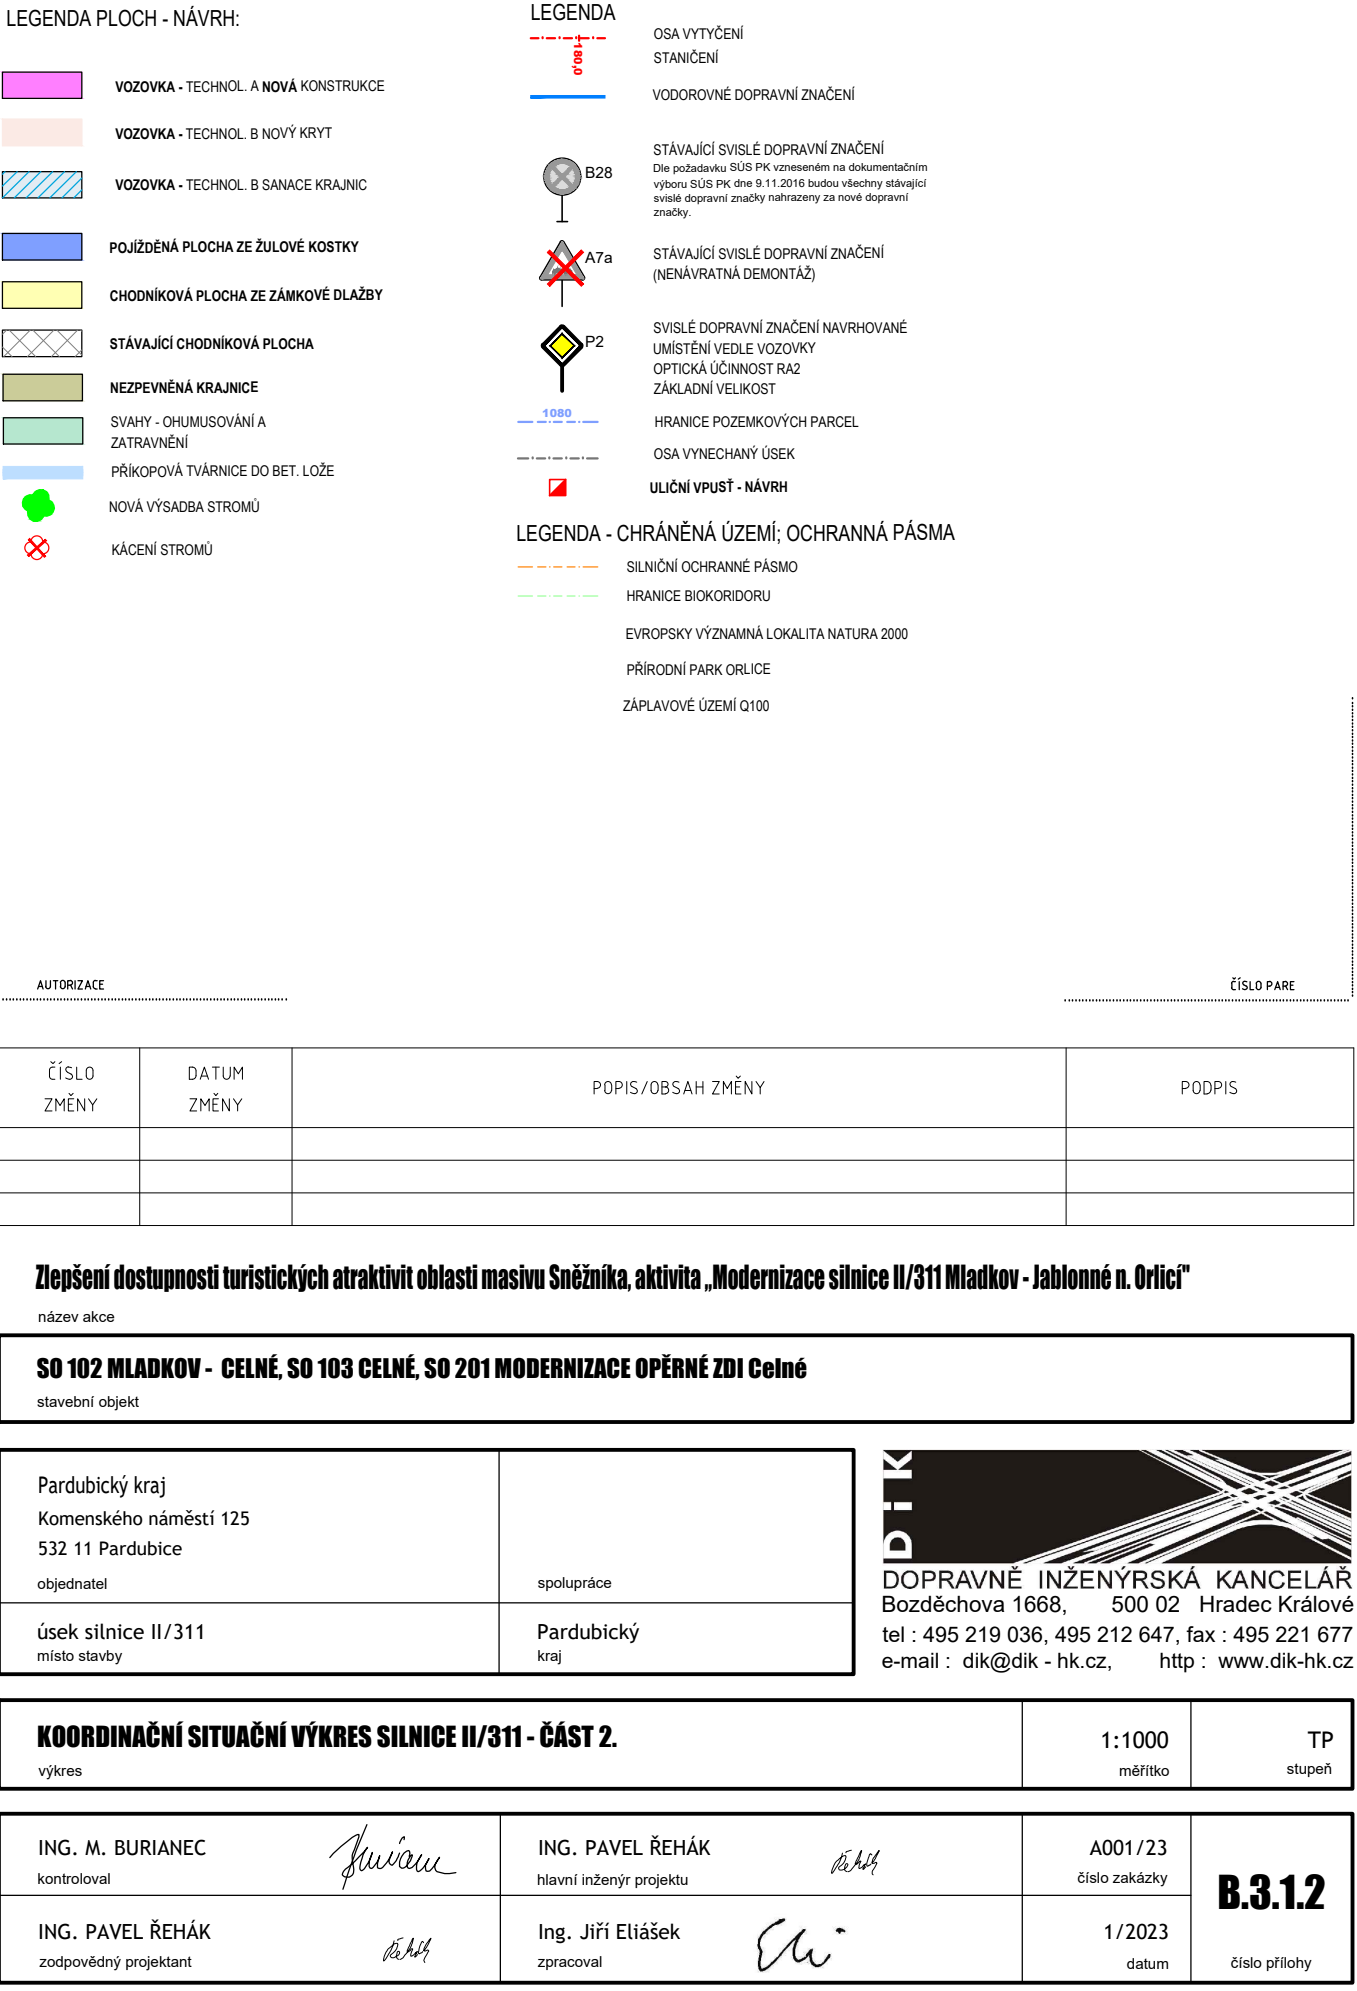 LEGENDA PLOCH - NÁVRH:
VOZOVKA - TECHNOL. A NOVÁ KONSTRUKCE
VOZOVKA - TECHNOL. B NOVÝ KRYT
VOZOVKA - TECHNOL. B SANACE KRAJNIC
POJÍŽDĚNÁ PLOCHA ZE ŽULOVÉ KOSTKY
CHODNÍKOVÁ PLOCHA ZE ZÁMKOVÉ DLAŽBY
STÁVAJÍCÍ CHODNÍKOVÁ PLOCHA
NEZPEVNĚNÁ KRAJNICE
SVAHY - OHUMUSOVÁNÍ A
ZATRAVNĚNÍ
PŘÍKOPOVÁ TVÁRNICE DO BET. LOŽE
NOVÁ VÝSADBA STROMŮ
KÁCENÍ STROMŮ
LEGENDA
180,0
OSA VYTYČENÍ
STANIČENÍ
VODOROVNÉ DOPRAVNÍ ZNAČENÍ
B28
STÁVAJÍCÍ SVISLÉ DOPRAVNÍ ZNAČENÍ
Dle požadavku SÚS PK vzneseném na dokumentačním
výboru SÚS PK dne 9.11.2016 budou všechny stávající
svislé dopravní značky nahrazeny za nové dopravní
značky.
A7a
STÁVAJÍCÍ SVISLÉ DOPRAVNÍ ZNAČENÍ
(NENÁVRATNÁ DEMONTÁŽ)
P2
SVISLÉ DOPRAVNÍ ZNAČENÍ NAVRHOVANÉ
UMÍSTĚNÍ VEDLE VOZOVKY
OPTICKÁ ÚČINNOST RA2
ZÁKLADNÍ VELIKOST
1080
HRANICE POZEMKOVÝCH PARCEL
OSA VYNECHANÝ ÚSEK
ULIČNÍ VPUSŤ - NÁVRH
LEGENDA - CHRÁNĚNÁ ÚZEMÍ; OCHRANNÁ PÁSMA
SILNIČNÍ OCHRANNÉ PÁSMO
HRANICE BIOKORIDORU
EVROPSKY VÝZNAMNÁ LOKALITA NATURA 2000
PŘÍRODNÍ PARK ORLICE
ZÁPLAVOVÉ ÚZEMÍ Q100
AUTORIZACE
ČÍSLO PARE
ČÍSLO
ZMĚNY
DATUM
ZMĚNY
POPIS/OBSAH ZMĚNY
PODPIS
Zlepšení dostupnosti turistických atraktivit oblasti masivu Sněžníka, aktivita „Modernizace silnice II/311 Mladkov - Jablonné n. Orlicí"
název akce
SO 102 MLADKOV - CELNÉ, SO 103 CELNÉ, SO 201 MODERNIZACE OPĚRNÉ ZDI Celné
stavební objekt
Pardubický kraj
Komenského náměstí 125
532 11 Pardubice
objednatel
spolupráce
úsek silnice II/311
místo stavby
Pardubický
kraj
DiK
DOPRAVNĚ INŽENÝRSKÁ KANCELÁŘ
Bozděchova 1668, 500 02 Hradec Králové
tel : 495 219 036, 495 212 647, fax : 495 221 677
e-mail : dik@dik - hk.cz, http : www.dik-hk.cz
KOORDINAČNÍ SITUAČNÍ VÝKRES SILNICE II/311 - ČÁST 2.
výkres
1:1000
měřítko
TP
stupeň
ING. M. BURIANEC
kontroloval
ING. PAVEL ŘEHÁK
hlavní inženýr projektu
A001/23
číslo zakázky
ING. PAVEL ŘEHÁK
zodpovědný projektant
Ing. Jiří Eliášek
zpracoval
1/2023
datum
B.3.1.2
číslo přílohy